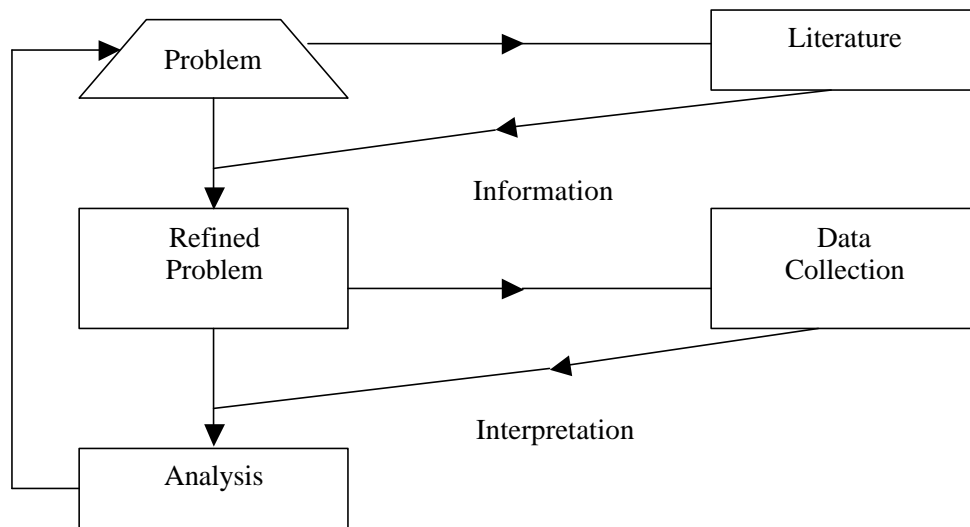 Problem
Literature
Information
Refined
Problem
Data
Collection
Interpretation
Analysis